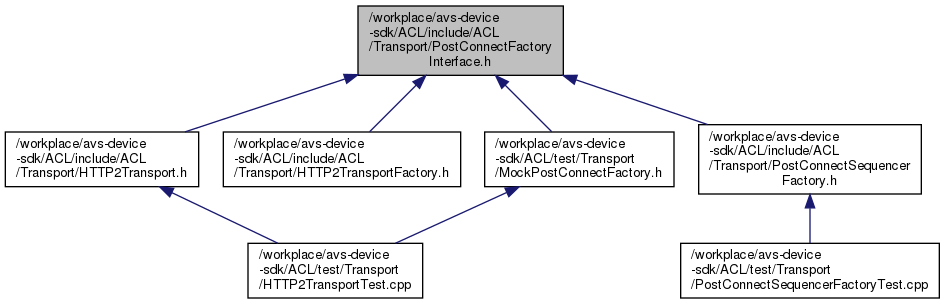 /workplace/avs-device
-sdk/ACL/include/ACL
/Transport/PostConnectFactory
Interface.h
/workplace/avs-device
-sdk/ACL/include/ACL
/Transport/HTTP2Transport.h
/workplace/avs-device
-sdk/ACL/include/ACL
/Transport/HTTP2TransportFactory.h
/workplace/avs-device
-sdk/ACL/test/Transport
/MockPostConnectFactory.h
/workplace/avs-device
-sdk/ACL/include/ACL
/Transport/PostConnectSequencer
Factory.h
/workplace/avs-device
-sdk/ACL/test/Transport
/HTTP2TransportTest.cpp
/workplace/avs-device
-sdk/ACL/test/Transport
/PostConnectSequencerFactoryTest.cpp